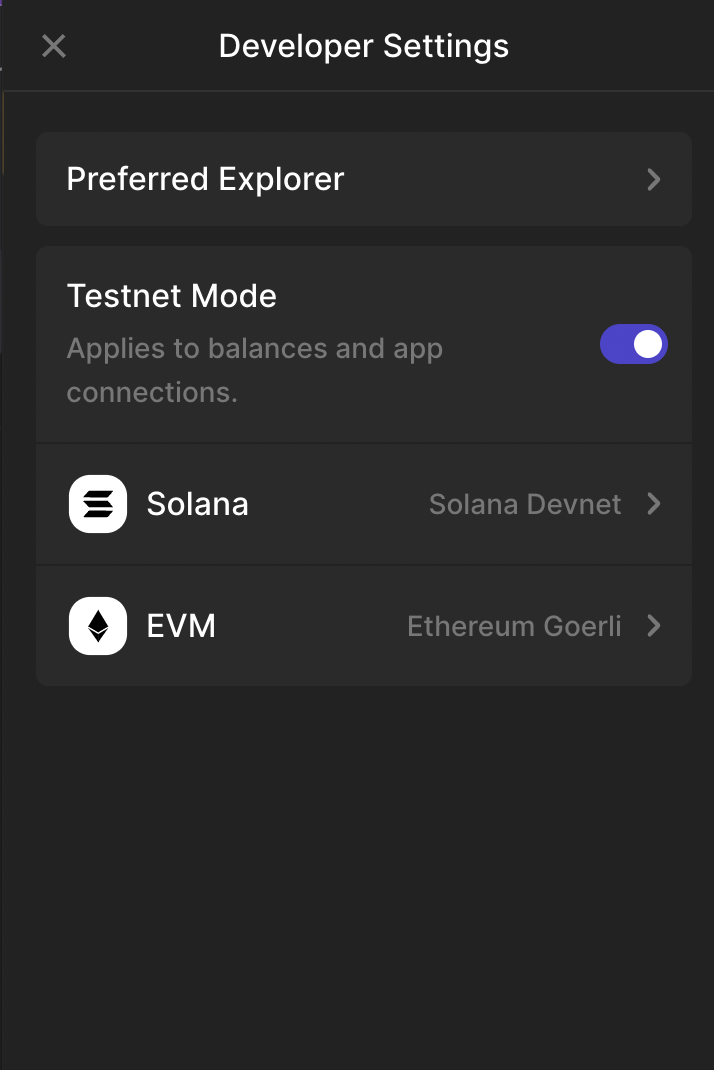 Developer Settings
Preferred Explorer
Testnet Mode
Applies to balances and app
connections.
Solana
Solana Devnet
EVM
Ethereum Goerli